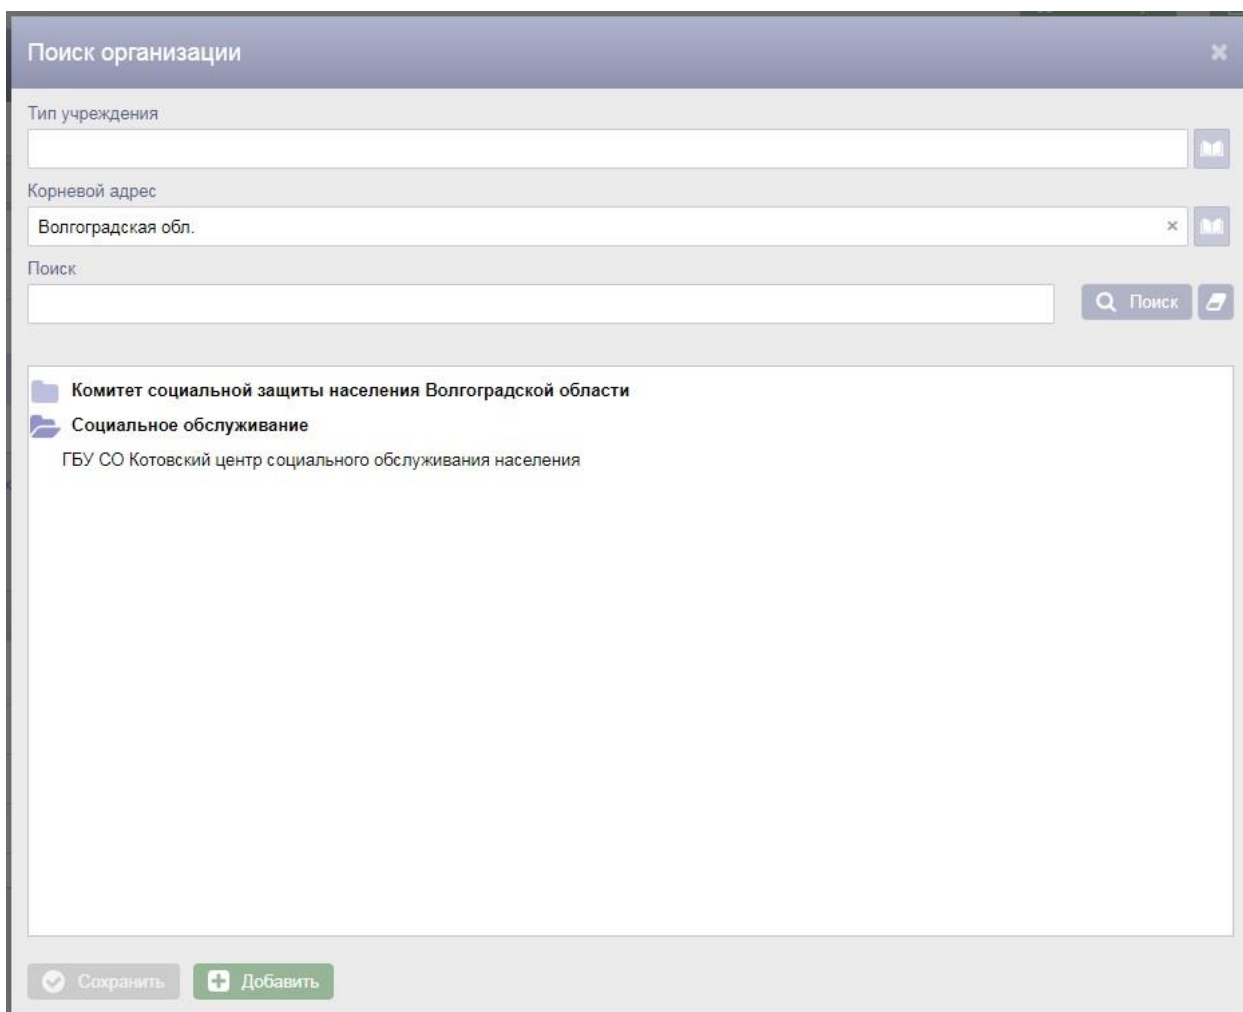 Поиск организации
Тип учреждения
Корневой адрес
Волгоградская обл.
Поиск
Поиск
Комитет социальной защиты населения Волгоградской области
Социальное обслуживание
ГБУ СО Котовский центр социального обслуживания населения
Сохранить
Добавить